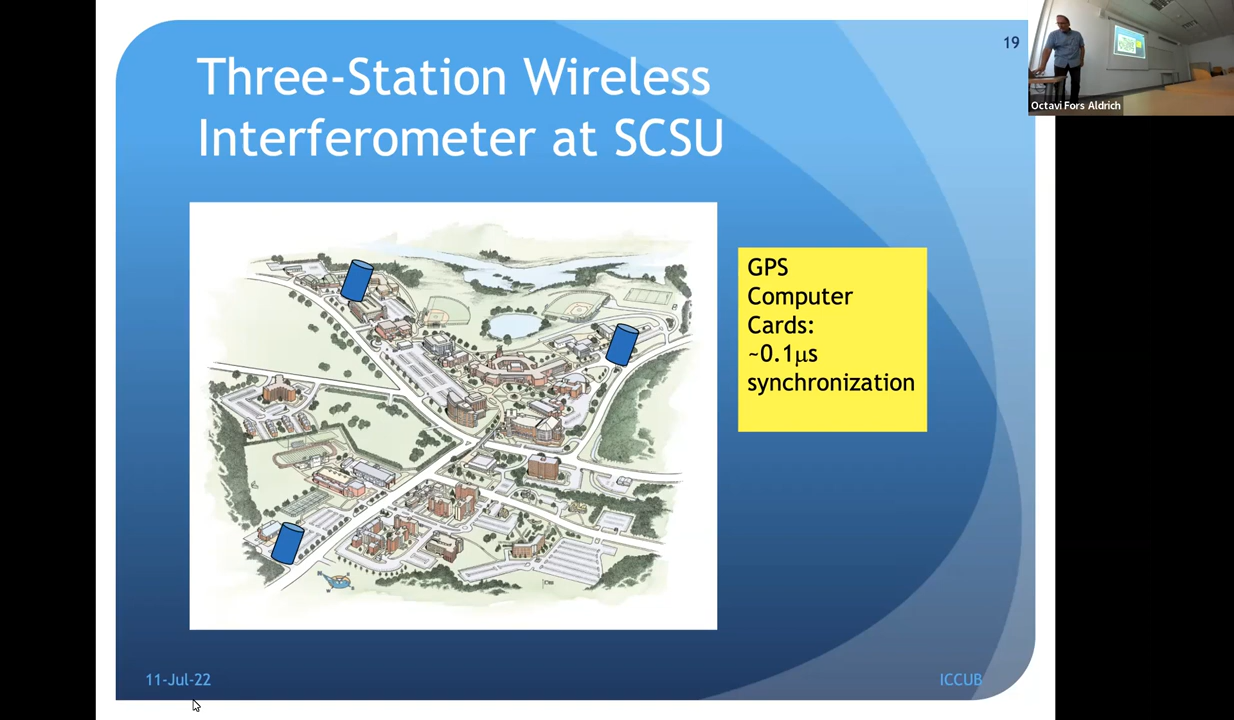 Three-Station Wireless
Interferometer at SCSU
19
Octavi Fors Aldrich
GPS
Computer
Cards:
~0.1μs
synchronization
11-Jul-22
ICCUB